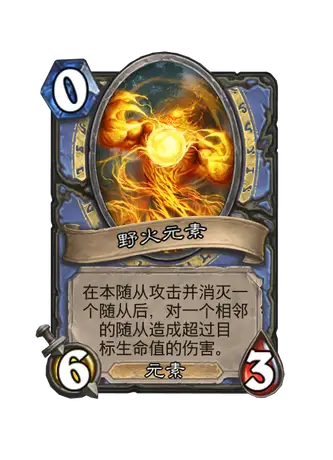 0
野火元素
在本随从攻击并消灭一
个随从后，对一个相邻
的随从造成超过目
标生命值的伤害。
6
元素
3